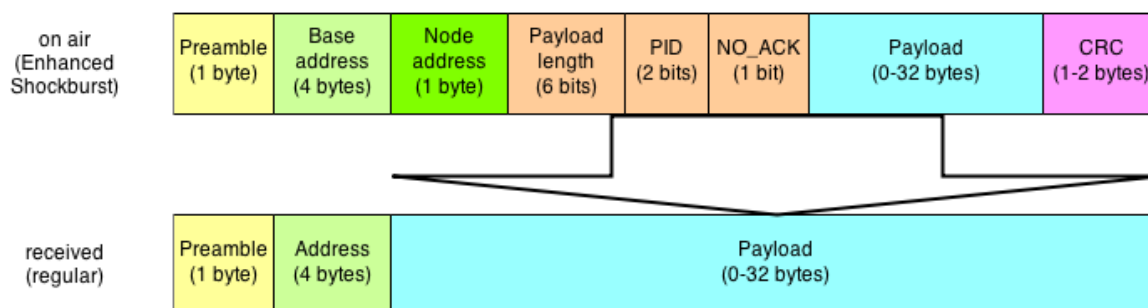 on air
(Enhanced
Shockburst)
Preamble
(1 byte)
Base
address
(4 bytes)
Node
address
(1 byte)
Payload
length
(6 bits)
PID
(2 bits)
NO_ACK
(1 bit)
Payload
(0-32 bytes)
CRC
(1-2 bytes)
received
(regular)
Preamble
(1 byte)
Address
(4 bytes)
Payload
(0-32 bytes)